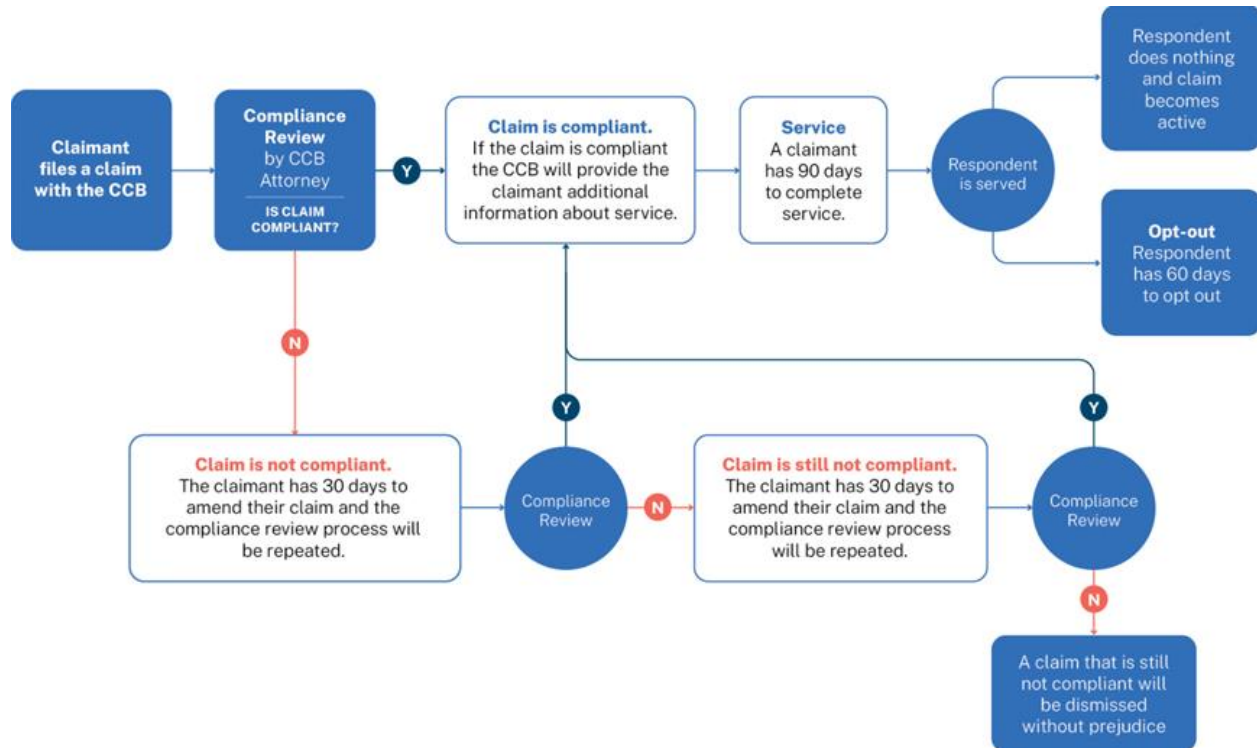 Claimant
files a claim
with the CCB
Compliance
Review
by CCB
Attorney
IS CLAIM
COMPLIANT?
Y
Claim is compliant.
If the claim is compliant
the CCB will provide the
claimant additional
information about service.
Service
A claimant
has 90 days
to complete
service.
Respondent
is served
Respondent
does nothing
and claim
becomes
active
Opt-out
Respondent
has 60 days
to opt out
N
Claim is not compliant.
The claimant has 30 days to
amend their claim and the
compliance review process will
be repeated.
Compliance
Review
Y
N
Claim is still not compliant.
The claimant has 30 days to
amend their claim and the
compliance review process
will be repeated.
Compliance
Review
Y
N
A claim that is still
not compliant will
be dismissed
without prejudice